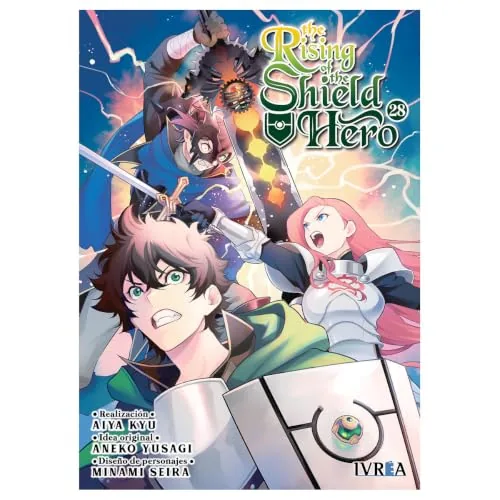 the
Rising
of the
Shield
Hero
28
• Realización •
AIYA KYU
• Idea original •
ANEKO YUSAGI
• Diseño de personajes •
MINAMI SEIRA
IVRÉA